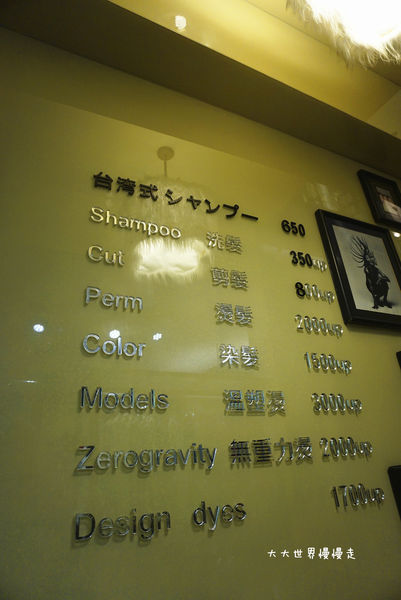 台湾式シャンプー 650
Shampoo 洗髮 350up
Cut 剪髮 810up
Perm 燙髮 2000up
Color 染髮 1500up
Models 溫塑燙 3000up
Zerogravity 無重力燙 2000up
Design dyes 1700up
大大世界慢慢走